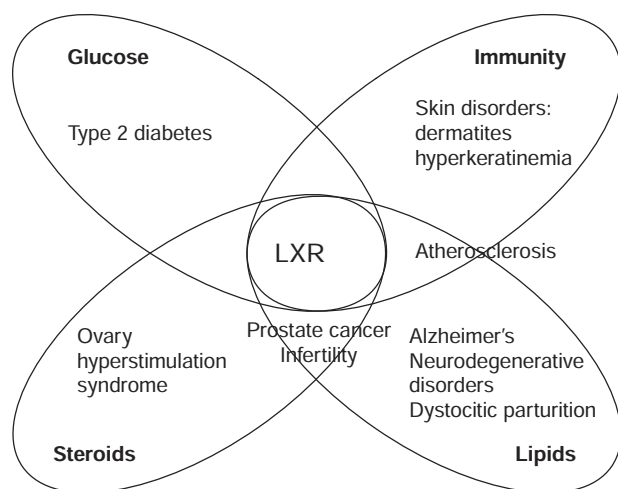 Glucose
Immunity
Type 2 diabetes
Skin disorders:
dermatites
hyperkeratinemia
LXR
Atherosclerosis
Prostate cancer
Infertility
Ovary
hyperstimulation
syndrome
Alzheimer's
Neurodegenerative
disorders
Dystocitic parturition
Steroids
Lipids